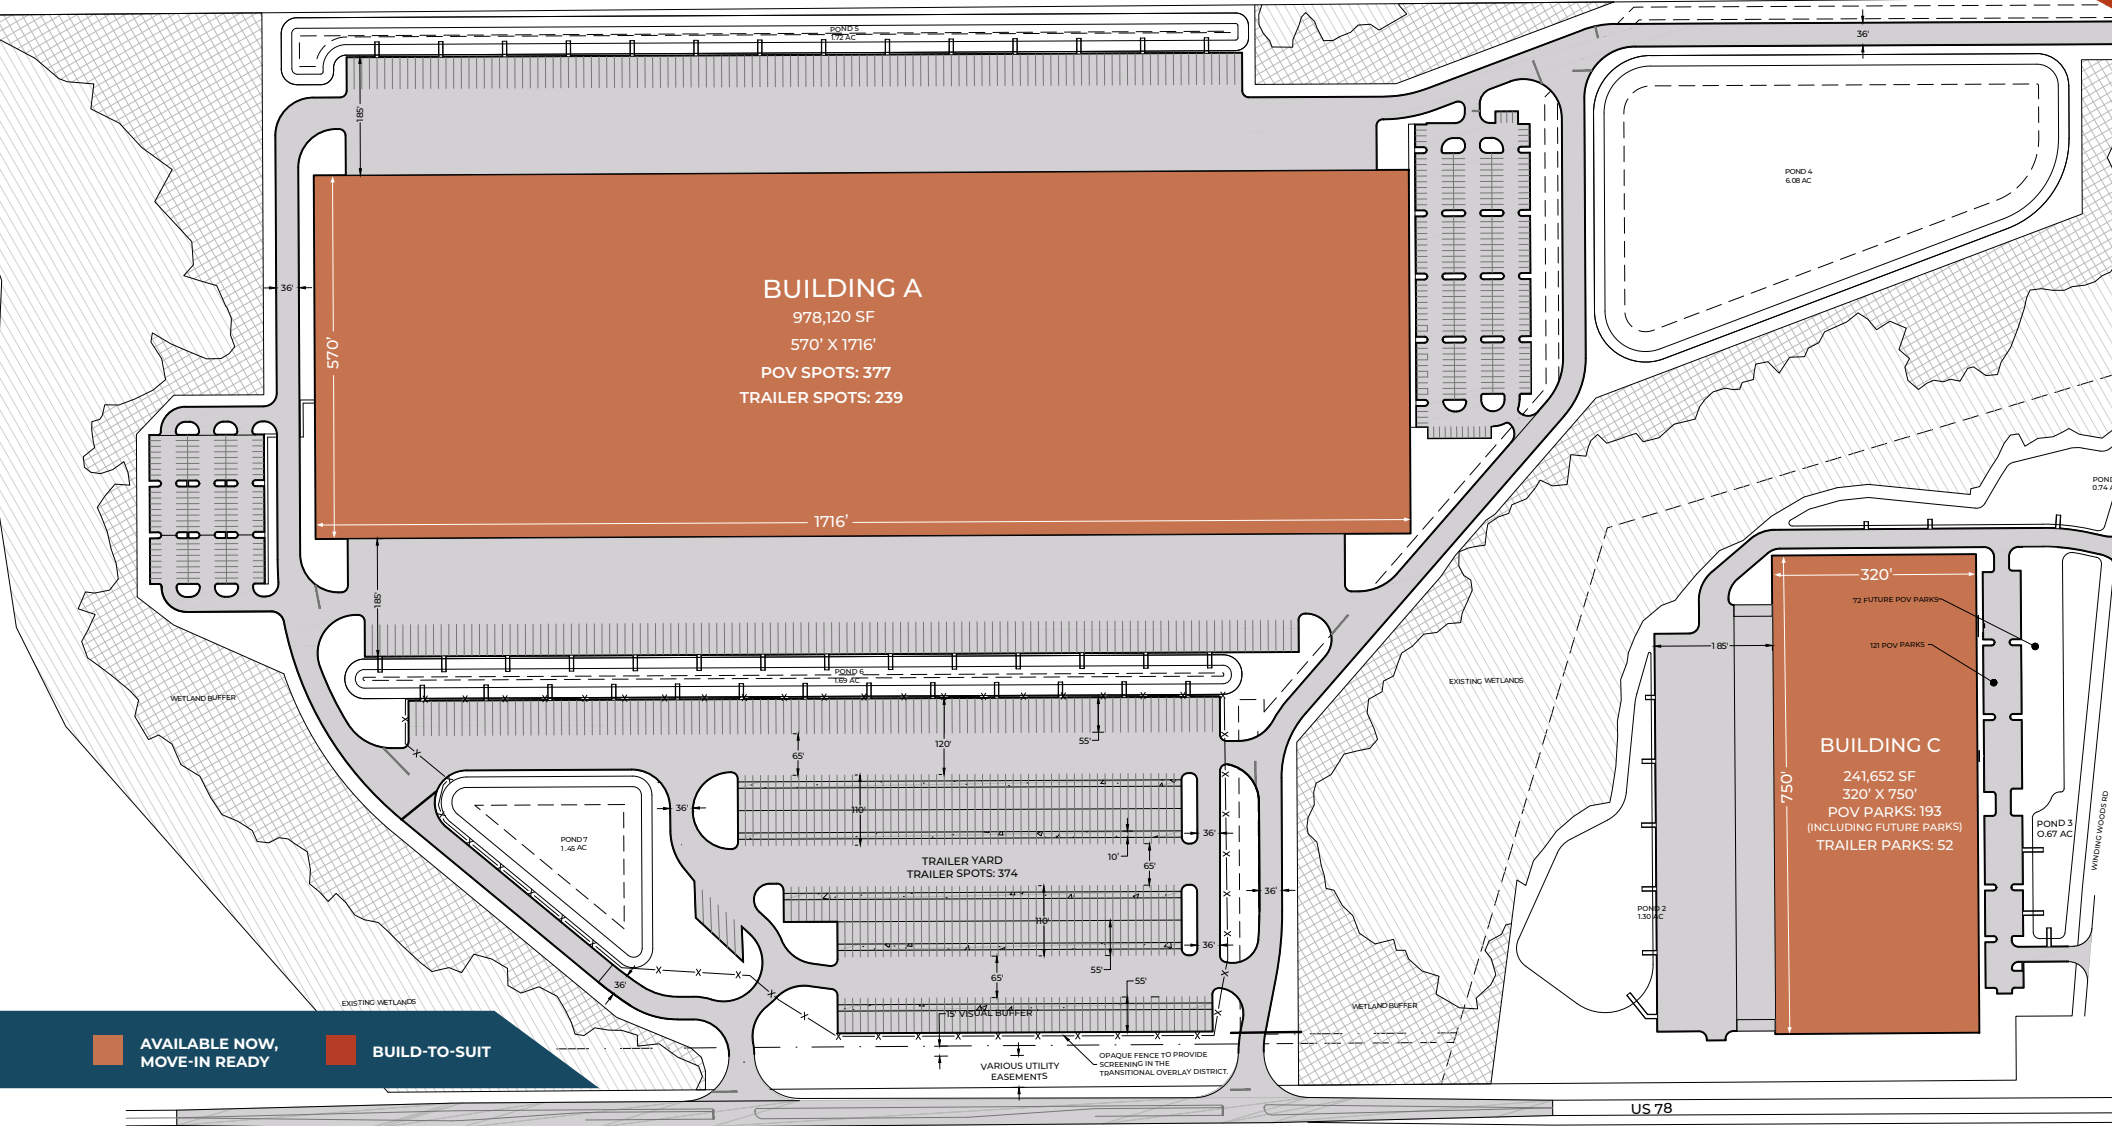 POND 5
1.72 AC
36'
185'
POND 4
6.08 AC
BUILDING A
978,120 SF
570' X 1716'
POV SPOTS: 377
TRAILER SPOTS: 239
36'
570'
1716'
POND
0.74
185'
320'
72 FUTURE POV PARKS
121 POV PARKS
185'
POND 6
1.69 AC
WETLAND BUFFER
EXISTING WETLANDS
65'
120'
55'
BUILDING C
241,652 SF
320' X 750'
POV PARKS: 193
(INCLUDING FUTURE PARKS)
TRAILER PARKS: 52
750'
36'
110'
36'
10'
65'
POND 7
1.45 AC
TRAILER YARD
TRAILER SPOTS: 374
POND 3
0.67 AC
WINDING WOODS RD
36'
110'
POND 2
1.30 AC
36'
55'
65'
55'
36'
EXISTING WETLANDS
15' VISUAL BUFFER
WETLAND BUFFER
VARIOUS UTILITY
EASEMENTS
OPAQUE FENCE TO PROVIDE
SCREENING IN THE
TRANSITIONAL OVERLAY DISTRICT.
AVAILABLE NOW,
MOVE-IN READY
BUILD-TO-SUIT
US 78